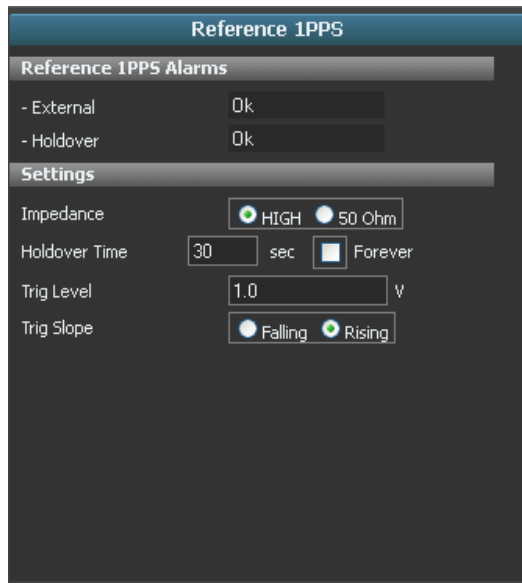 Reference 1PPS
Reference 1PPS Alarms
- External Ok
- Holdover Ok
Settings
Impedance HIGH 50 Ohm
Holdover Time 30 sec Forever
Trig Level 1.0 V
Trig Slope Falling Rising